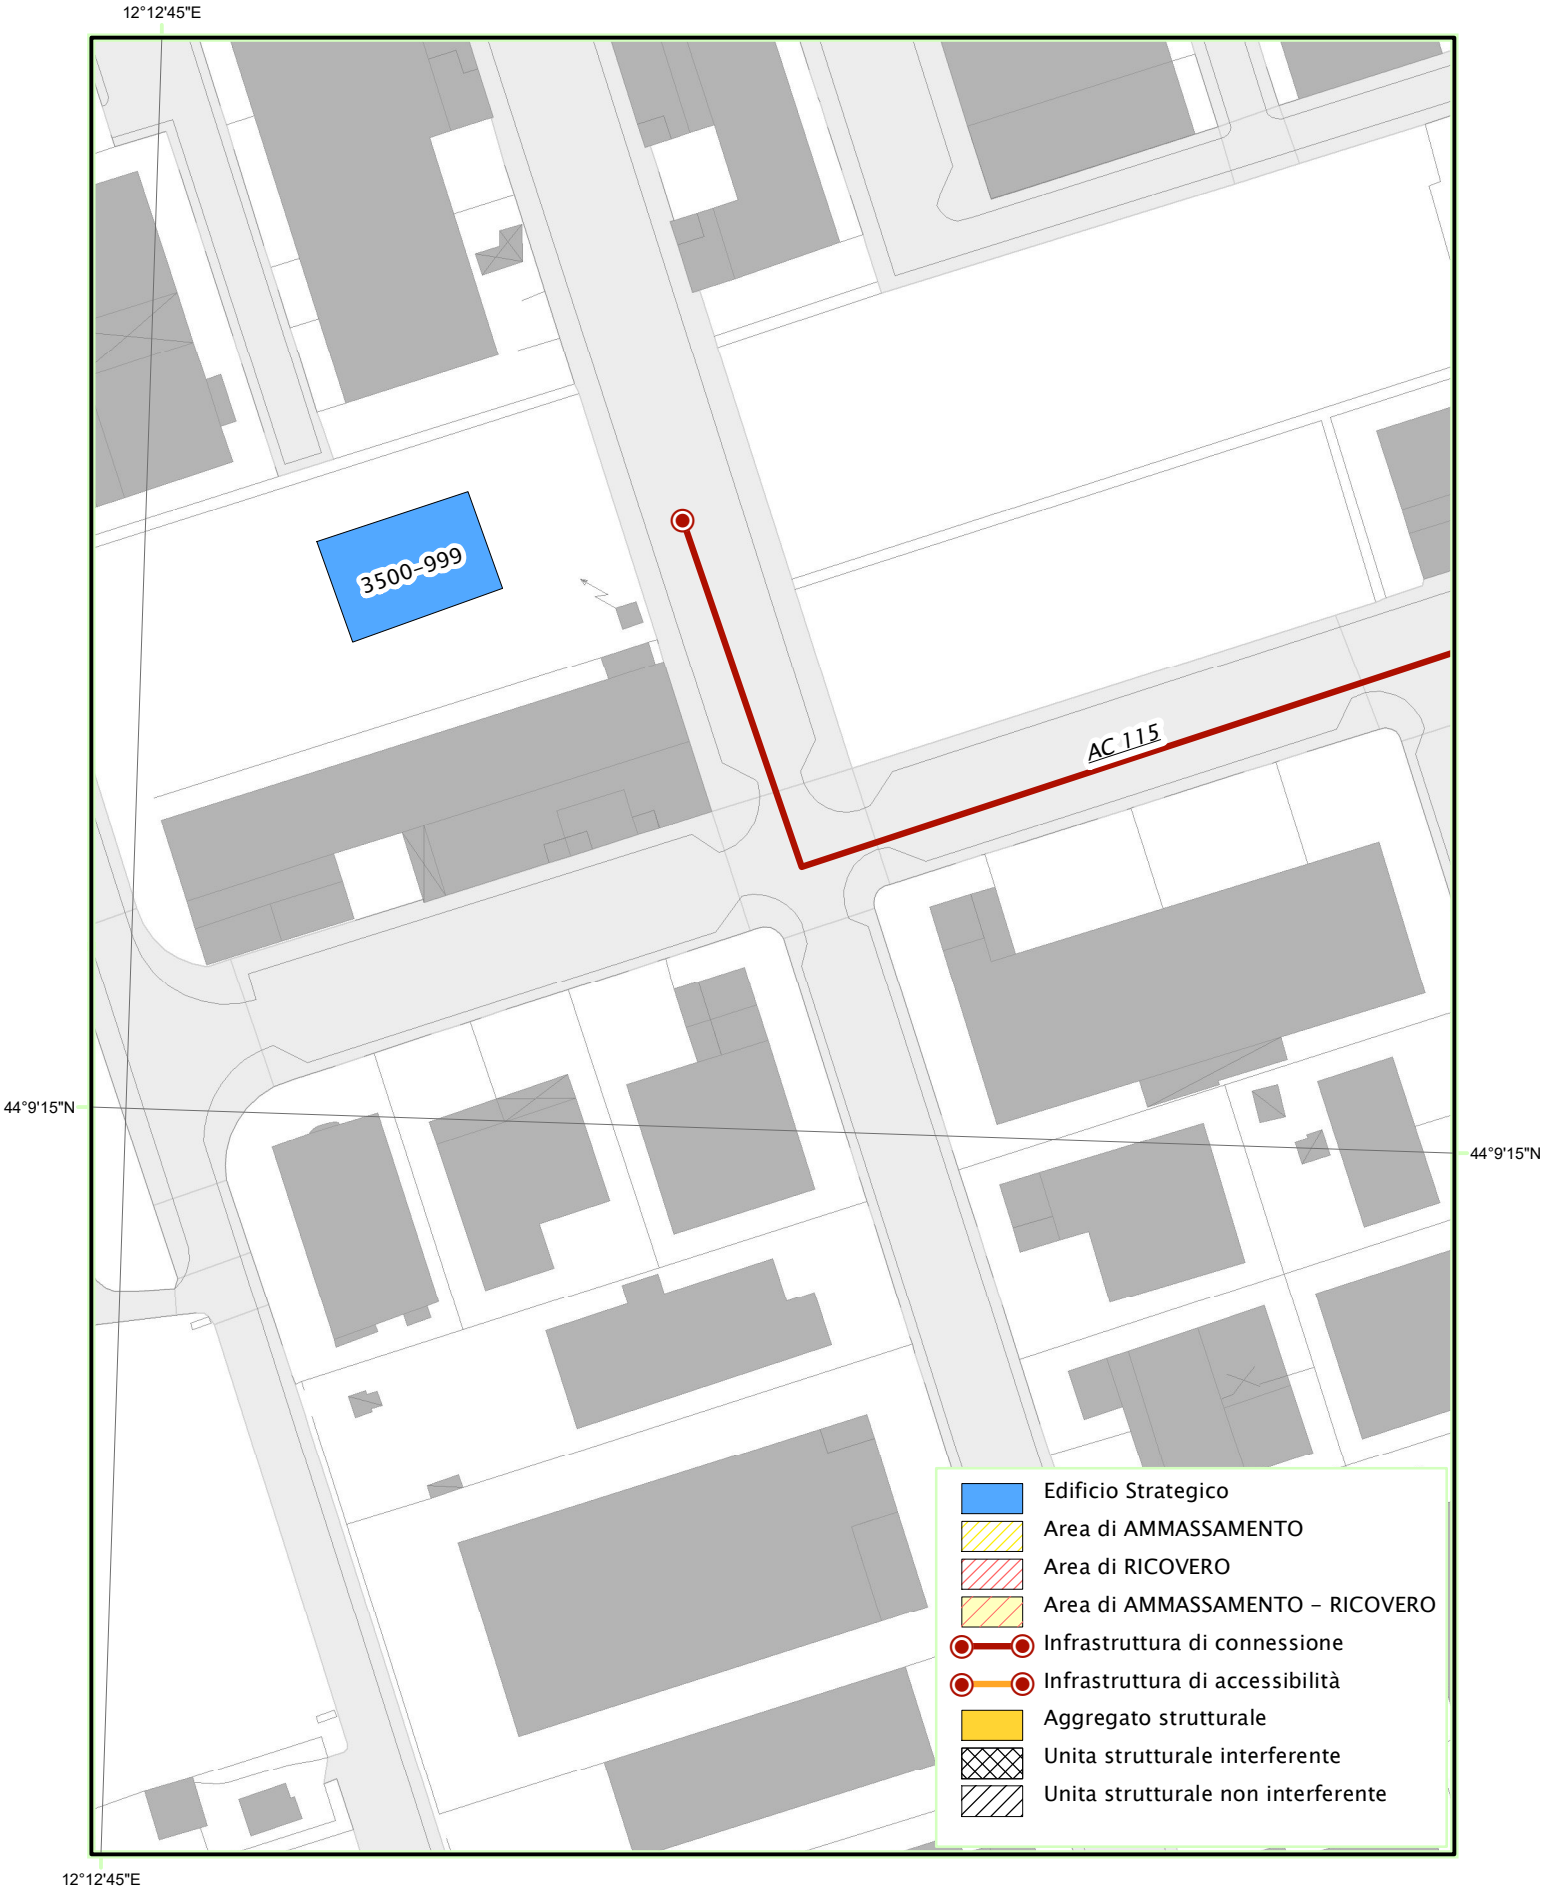 12°12'45"E
3500-999
AC 115
44°9'15"N
44°9'15"N
Edificio Strategico
Area di AMMASSAMENTO
Area di RICOVERO
Area di AMMASSAMENTO - RICOVERO
Infrastruttura di connessione
Infrastruttura di accessibilità
Aggregato strutturale
Unita strutturale interferente
Unita strutturale non interferente
12°12'45"E